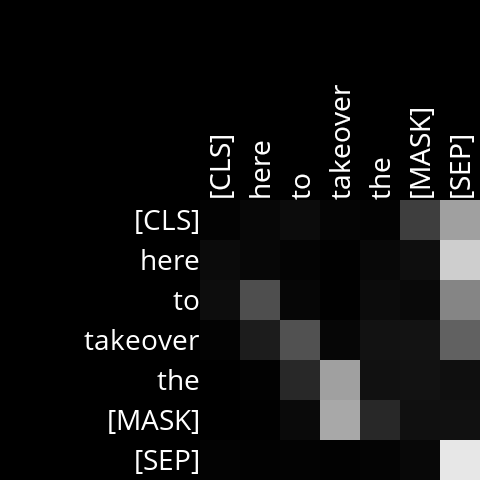 [CLS] here to takeover the [MASK] [SEP]
[CLS]
here
to
takeover
the
[MASK]
[SEP]